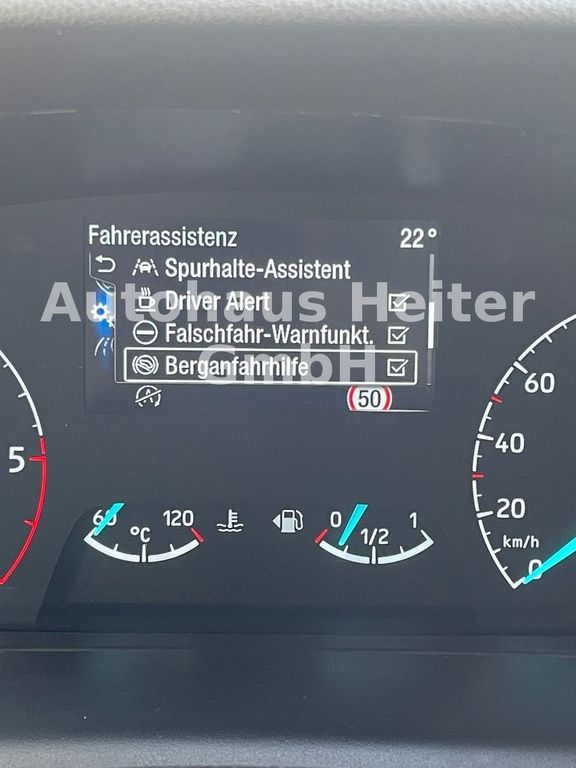 Fahrerassistenz 22°
Spurhalte-Assistent
Driver Alert
Autohaus Heiter
Falschfahr-Warnfunkt.
GmbH
Berganfahrhilfe
50
60
5
40
60 120 0 1 20
°C 1/2 km/h
0